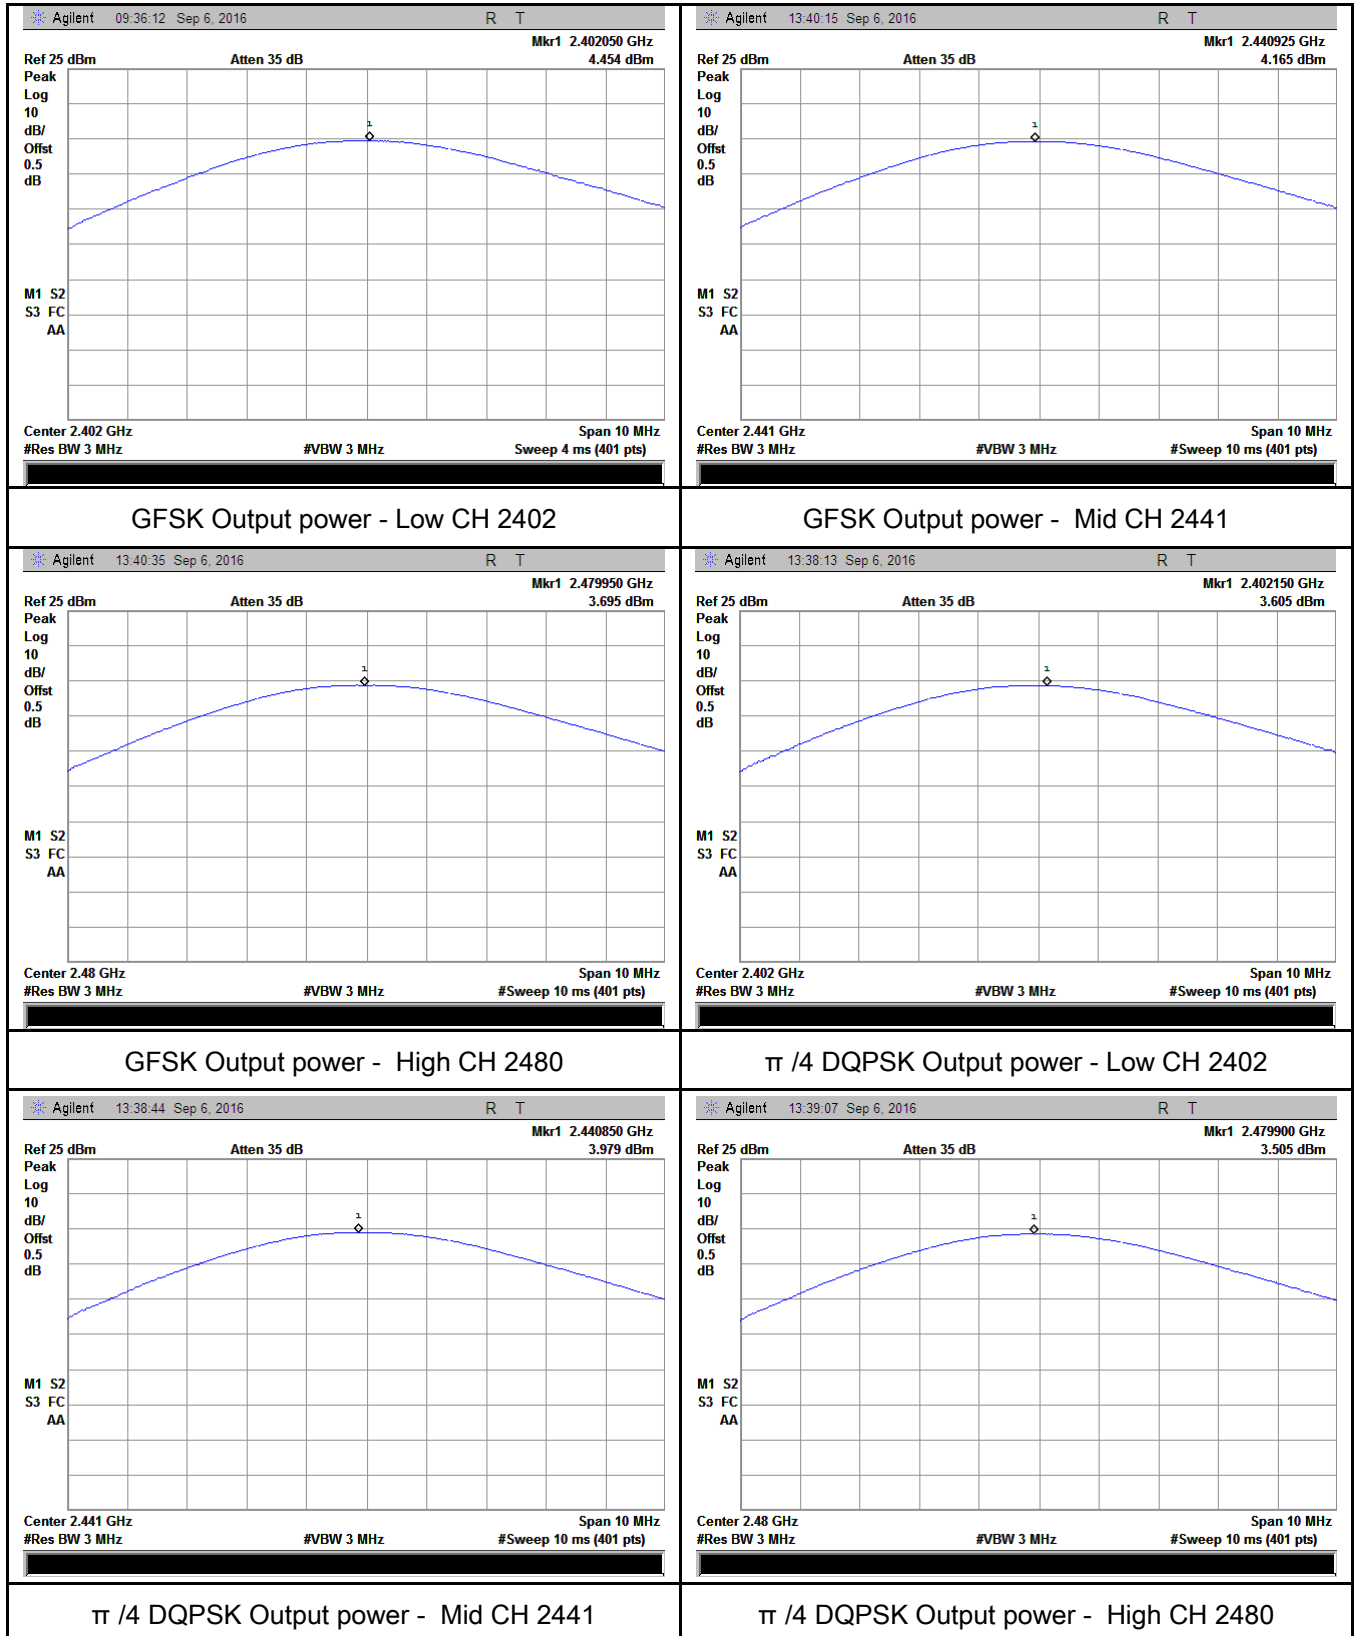 Agilent 09:36:12 Sep 6, 2016 R T
Mkr1 2.402050 GHz
Ref 25 dBm Atten 35 dB 4.454 dBm
Peak
Log
10
dB/
Offst
0.5
dB
1
M1 S2
S3 FC
AA
Center 2.402 GHz Span 10 MHz
#Res BW 3 MHz #VBW 3 MHz Sweep 4 ms (401 pts)
GFSK Output power - Low CH 2402
Agilent 13:40:15 Sep 6, 2016 R T
Mkr1 2.440925 GHz
Ref 25 dBm Atten 35 dB 4.165 dBm
Peak
Log
10
dB/
Offst
0.5
dB
1
M1 S2
S3 FC
AA
Center 2.441 GHz Span 10 MHz
#Res BW 3 MHz #VBW 3 MHz #Sweep 10 ms (401 pts)
GFSK Output power - Mid CH 2441
Agilent 13:40:35 Sep 6, 2016 R T
Mkr1 2.479950 GHz
Ref 25 dBm Atten 35 dB 3.695 dBm
Peak
Log
10
dB/
Offst
0.5
dB
1
M1 S2
S3 FC
AA
Center 2.48 GHz Span 10 MHz
#Res BW 3 MHz #VBW 3 MHz #Sweep 10 ms (401 pts)
GFSK Output power - High CH 2480
Agilent 13:38:13 Sep 6, 2016 R T
Mkr1 2.402150 GHz
Ref 25 dBm Atten 35 dB 3.605 dBm
Peak
Log
10
dB/
Offst
0.5
dB
1
M1 S2
S3 FC
AA
Center 2.402 GHz Span 10 MHz
#Res BW 3 MHz #VBW 3 MHz #Sweep 10 ms (401 pts)
π /4 DQPSK Output power - Low CH 2402
Agilent 13:38:44 Sep 6, 2016 R T
Mkr1 2.440850 GHz
Ref 25 dBm Atten 35 dB 3.979 dBm
Peak
Log
10
dB/
Offst
0.5
dB
1
M1 S2
S3 FC
AA
Center 2.441 GHz Span 10 MHz
#Res BW 3 MHz #VBW 3 MHz #Sweep 10 ms (401 pts)
π /4 DQPSK Output power - Mid CH 2441
Agilent 13:39:07 Sep 6, 2016 R T
Mkr1 2.479900 GHz
Ref 25 dBm Atten 35 dB 3.505 dBm
Peak
Log
10
dB/
Offst
0.5
dB
1
M1 S2
S3 FC
AA
Center 2.48 GHz Span 10 MHz
#Res BW 3 MHz #VBW 3 MHz #Sweep 10 ms (401 pts)
π /4 DQPSK Output power - High CH 2480